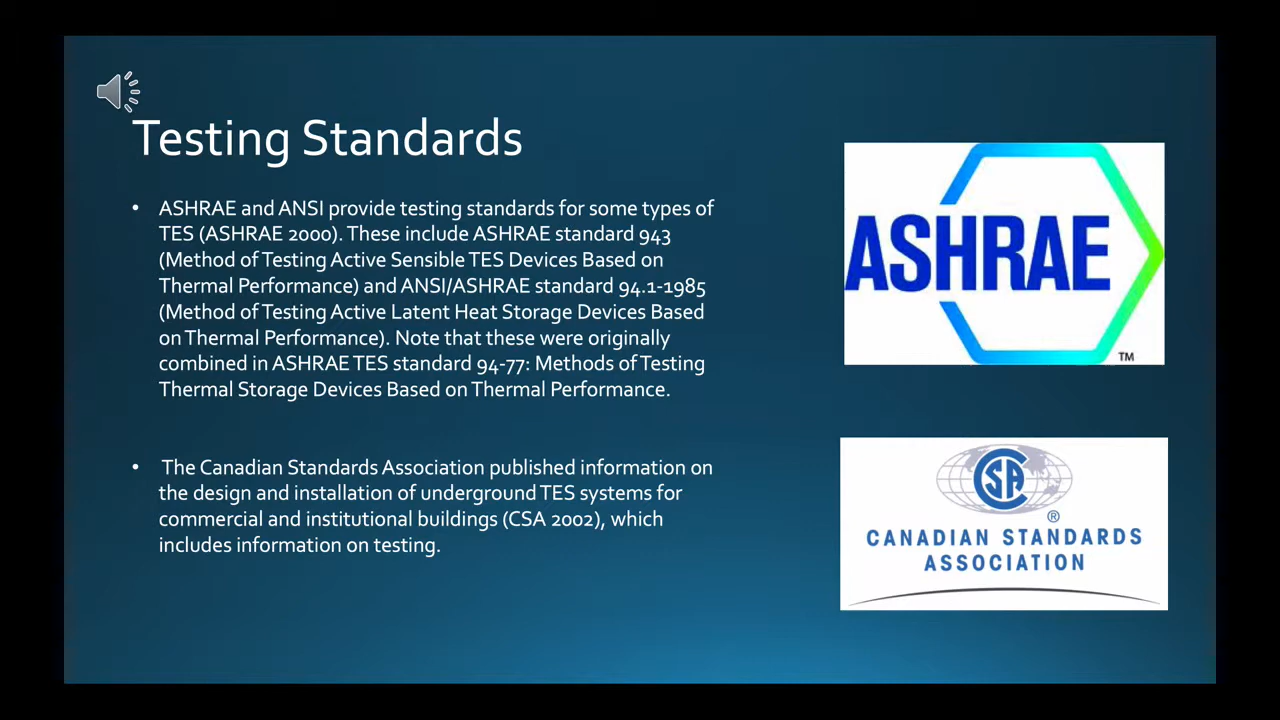 Testing Standards
• ASHRAE and ANSI provide testing standards for some types of
TES (ASHRAE 2000). These include ASHRAE standard 943
(Method of Testing Active Sensible TES Devices Based on
Thermal Performance) and ANSI/ASHRAE standard 94.1-1985
(Method of Testing Active Latent Heat Storage Devices Based
on Thermal Performance). Note that these were originally
combined in ASHRAE TES standard 94-77: Methods of Testing
Thermal Storage Devices Based on Thermal Performance.
• The Canadian Standards Association published information on
the design and installation of underground TES systems for
commercial and institutional buildings (CSA 2002), which
includes information on testing.
ASHRAE
TM
CSA
®
CANADIAN STANDARDS
ASSOCIATION